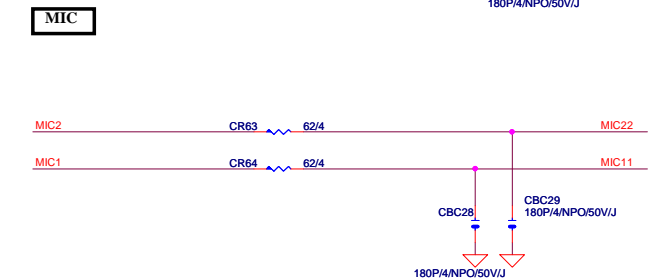 180P/4/NPO/50V/J
MIC
MIC2 CR63 62/4 MIC22
MIC1 CR64 62/4 MIC11
CBC29
CBC28 180P/4/NPO/50V/J
180P/4/NPO/50V/J